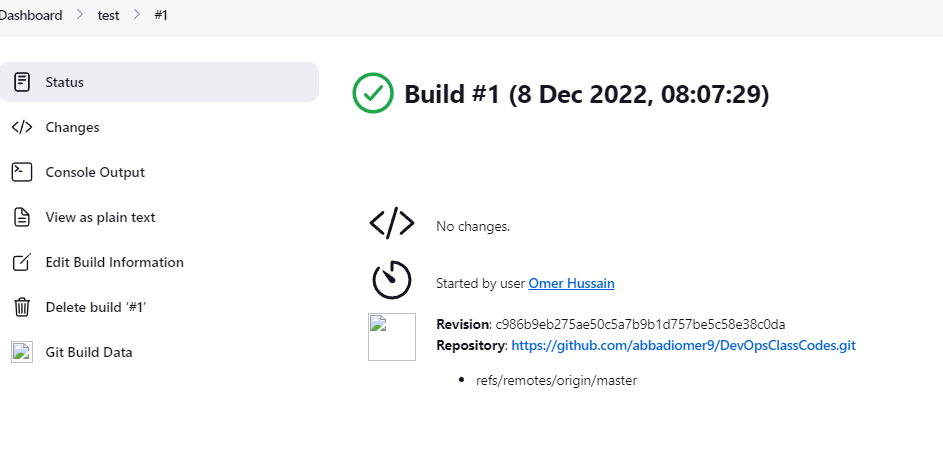 Dashboard > test > #1
Status
Changes
Console Output
View as plain text
Edit Build Information
Delete build ‘#1’
Git Build Data
Build #1 (8 Dec 2022, 08:07:29)
No changes.
Started by user Omer Hussain
Revision: c986b9eb275ae50c5a7b9b1d757be5c58e38c0da
Repository: https://github.com/abbadiomer9/DevOpsClassCodes.git
• refs/remotes/origin/master